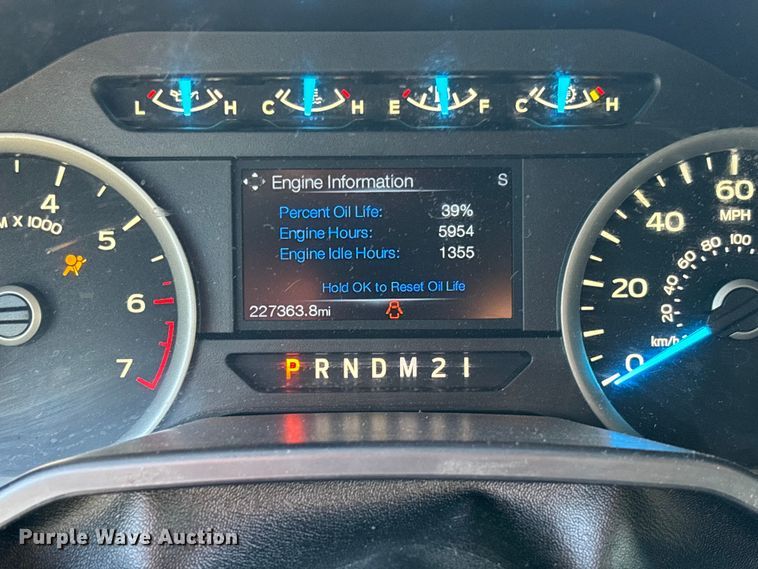 L H C H E F C H
Engine Information S
Percent Oil Life: 39%
Engine Hours: 5954
Engine Idle Hours: 1355
Hold OK to Reset Oil Life
227363.8mi
4
M X 1000
5
6
7
60
MPH
40
20
0
100
80
60
40
20
km/h
P R N D M 2 1
Purple Wave Auction